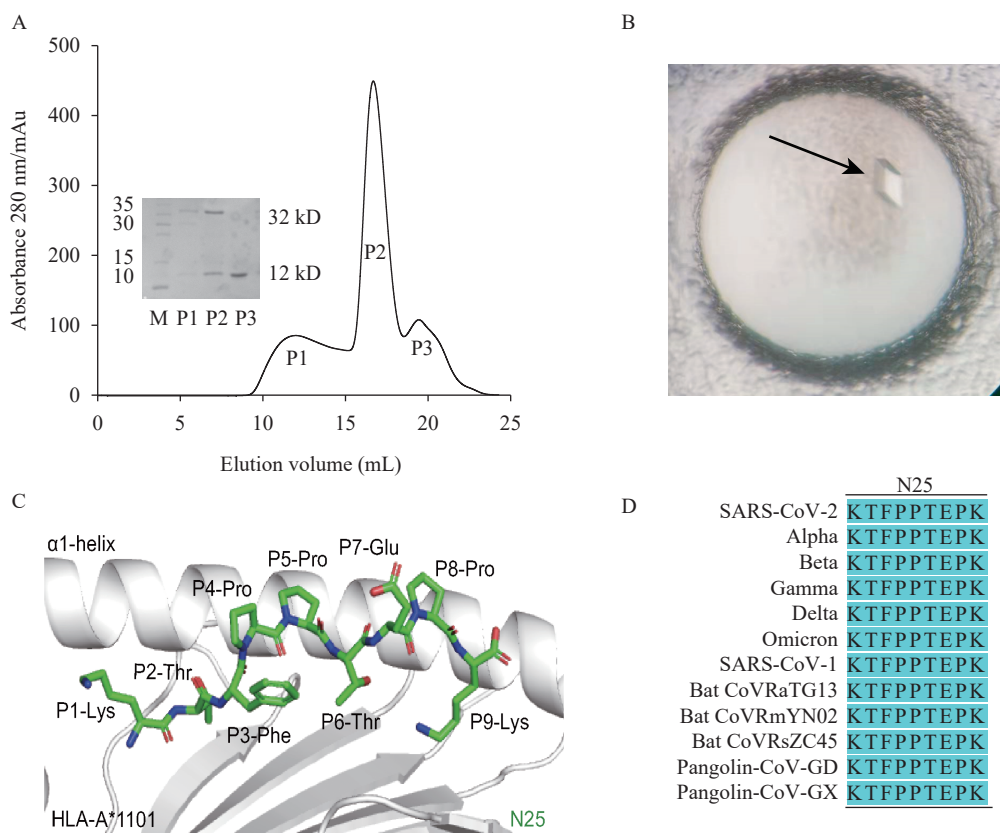 A
Absorbance 280 nm/mAu
500
400
300
200
100
0
0 5 10 15 20 25
Elution volume (mL)
35
30
15
10
32 kD
12 kD
M P1 P2 P3
P1
P2
P3
B
C
α1-helix
P1-Lys
P2-Thr
P3-Phe
P4-Pro
P5-Pro
P6-Thr
P7-Glu
P8-Pro
P9-Lys
HLA-A*1101
N25
D
N25
SARS-CoV-2 KTFPPTEPK
Alpha KTFPPTEPK
Beta KTFPPTEPK
Gamma KTFPPTEPK
Delta KTFPPTEPK
Omicron KTFPPTEPK
SARS-CoV-1 KTFPPTEPK
Bat CoVRaTG13 KTFPPTEPK
Bat CoVRmYN02 KTFPPTEPK
Bat CoVRsZC45 KTFPPTEPK
Pangolin-CoV-GD KTFPPTEPK
Pangolin-CoV-GX KTFPPTEPK